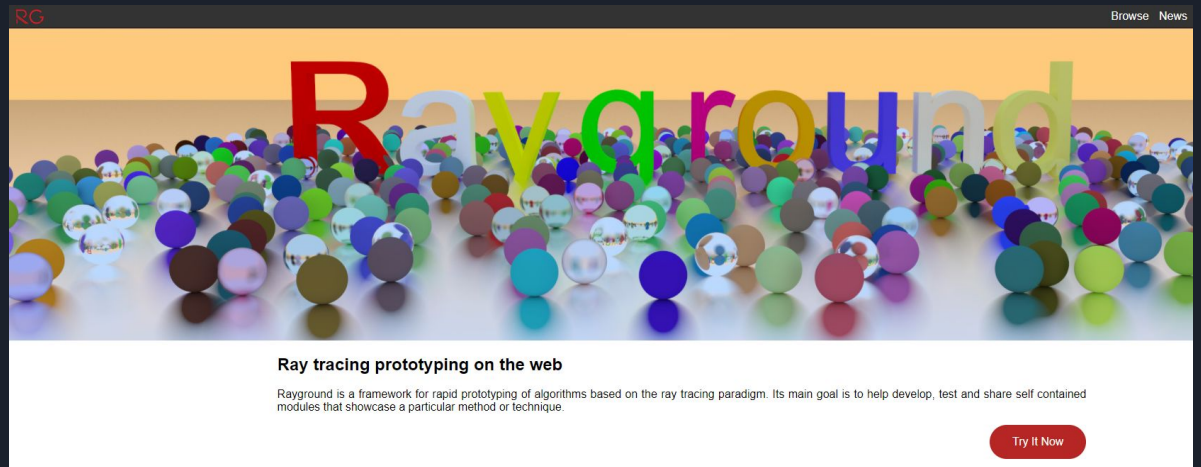 RG
Browse News
Rayground
Ray tracing prototyping on the web
Rayground is a framework for rapid prototyping of algorithms based on the ray tracing paradigm. Its main goal is to help develop, test and share self contained
modules that showcase a particular method or technique.
Try It Now